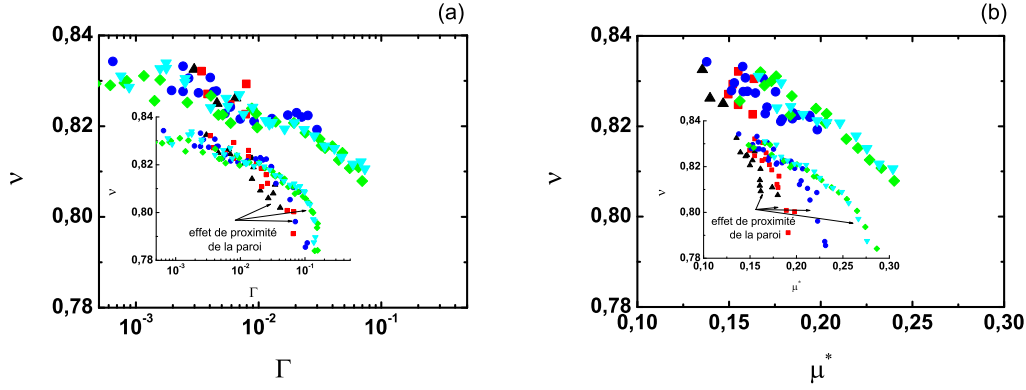 (a)
0,84
0,82
0,80
0,78
ν
10⁻³ 10⁻² 10⁻¹
Γ
0,84
0,82
0,80
0,78
ν
effet de proximité
de la paroi
10⁻³ 10⁻² 10⁻¹
Γ
(b)
0,84
0,82
0,80
0,78
ν
0,10 0,15 0,20 0,25 0,30
μ*
0,84
0,82
0,80
0,78
ν
effet de proximité
de la paroi
0,10 0,15 0,20 0,25 0,30
μ*